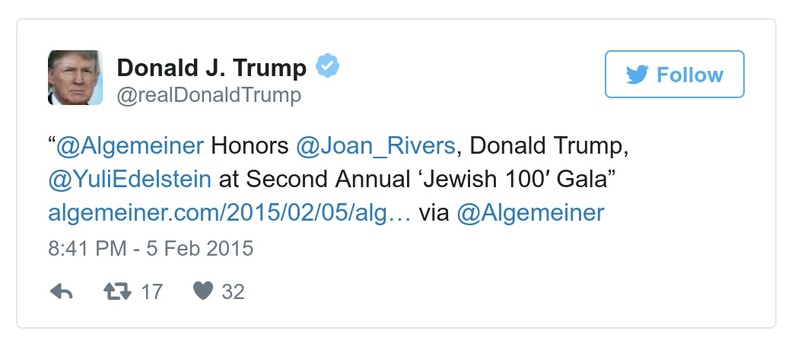 Donald J. Trump
@realDonaldTrump
Follow
“@Algemeiner Honors @Joan_Rivers, Donald Trump,
@YuliEdelstein at Second Annual ‘Jewish 100′ Gala”
algemeiner.com/2015/02/05/alg… via @Algemeiner
8:41 PM - 5 Feb 2015
17 32